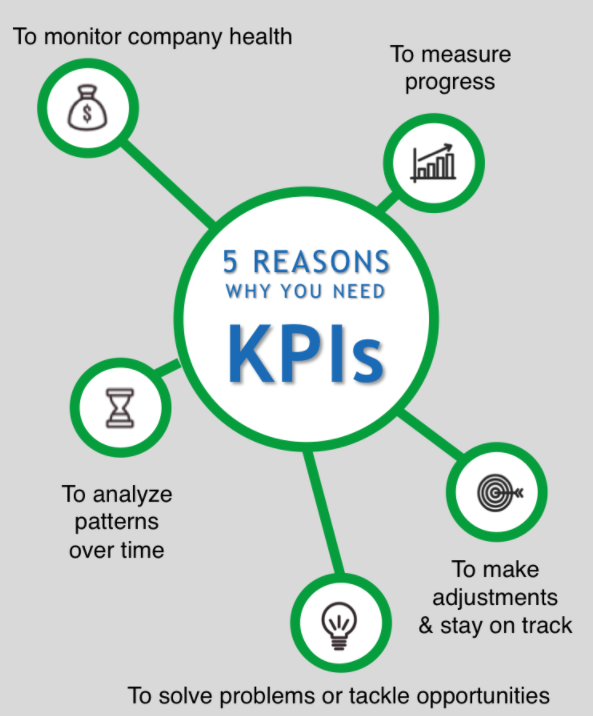 To monitor company health
To measure
progress
$
5 REASONS
WHY YOU NEED
KPIs
To analyze
patterns
over time
To make
adjustments
& stay on track
To solve problems or tackle opportunities